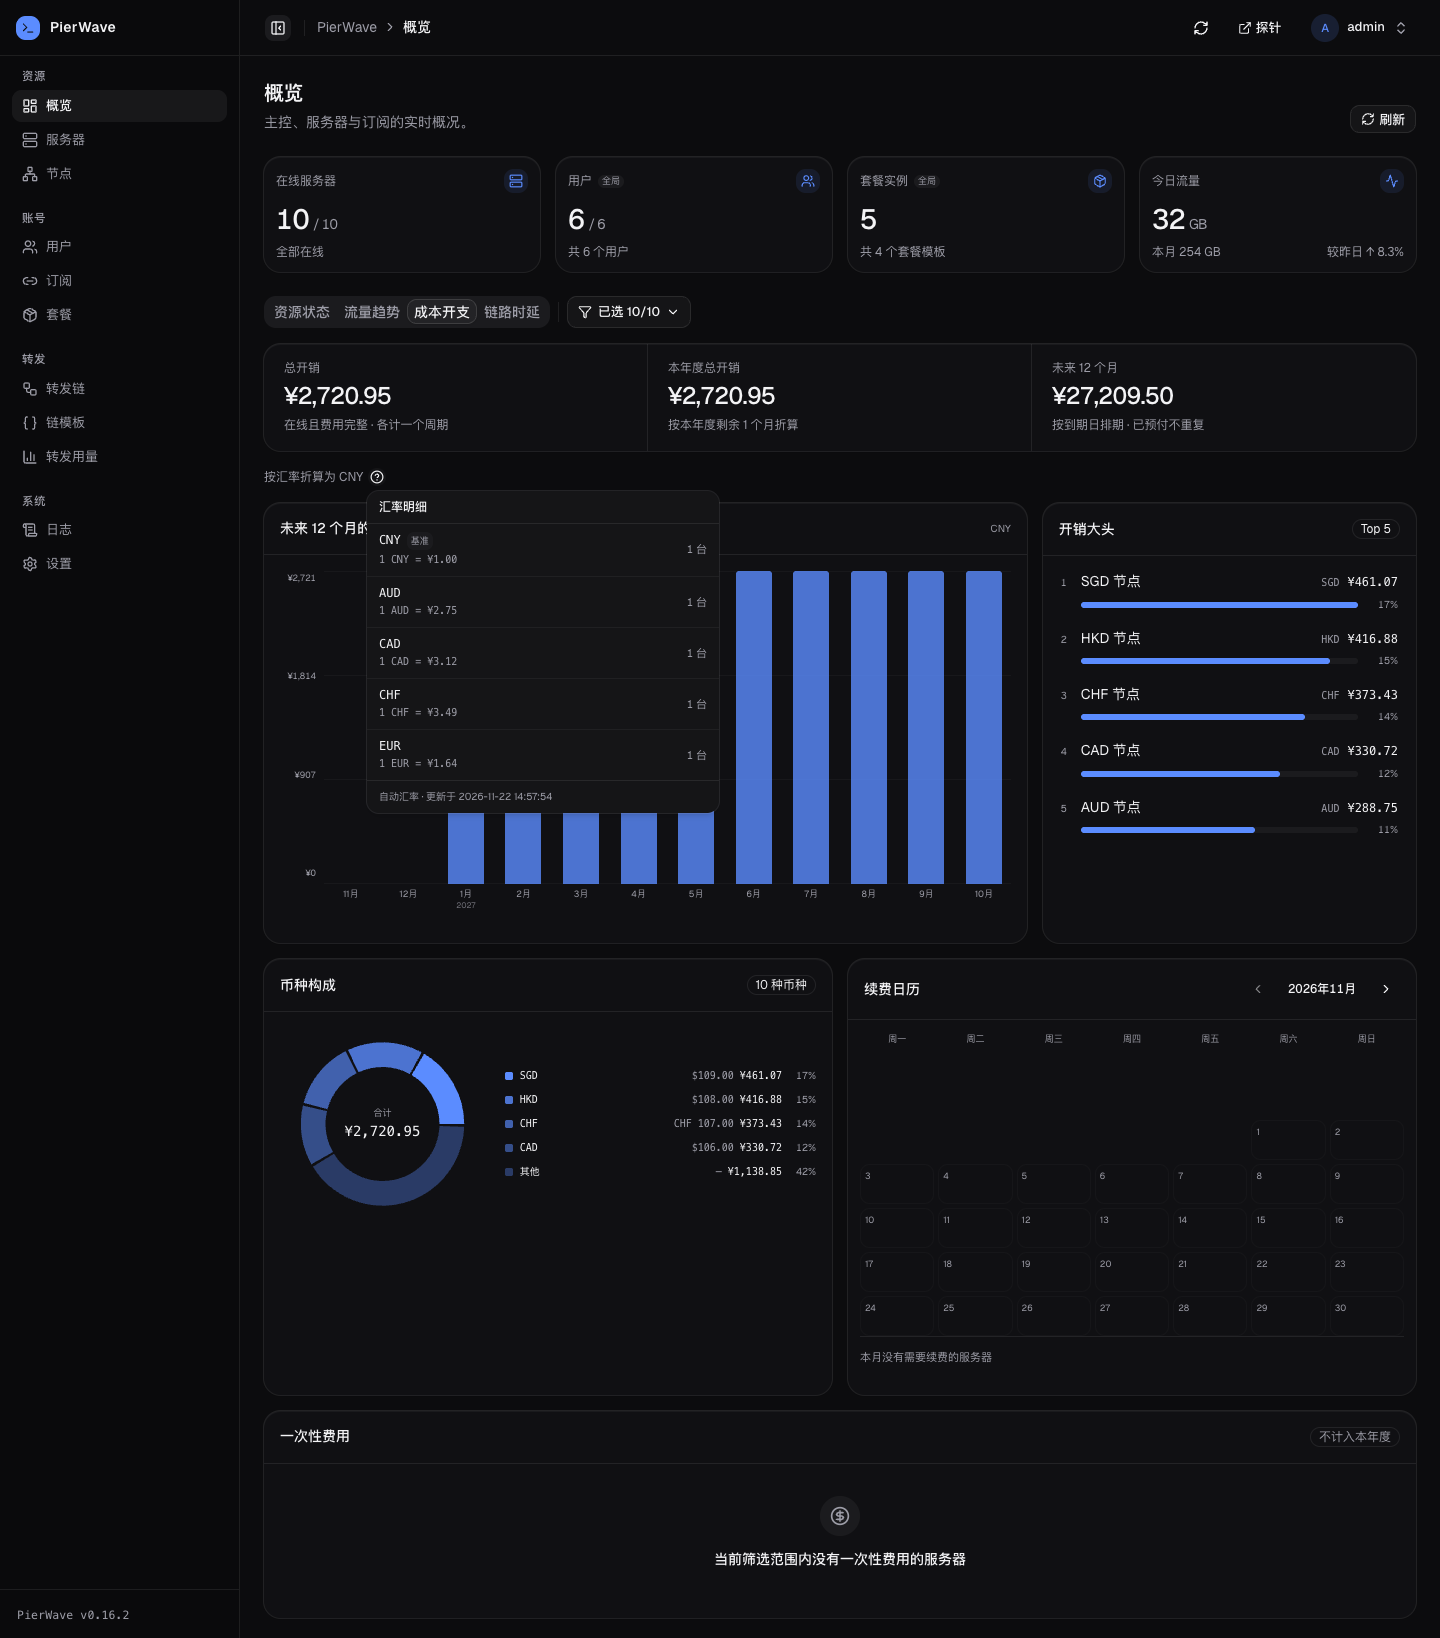 PierWave
PierWave > 概览
探针
A admin
资源
概览
服务器
节点
账号
用户
订阅
套餐
转发
转发链
链模板
转发用量
系统
日志
设置
PierWave v0.16.2
概览
主控、服务器与订阅的实时概况。
刷新
在线服务器
10 / 10
全部在线
用户 全局
6 / 6
共 6 个用户
套餐实例 全局
5
共 4 个套餐模板
今日流量
32 GB
本月 254 GB 较昨日 ↑ 8.3%
资源状态 流量趋势 成本开支 链路时延 已选 10/10
总开销
¥2,720.95
在线且费用完整 · 各计一个周期
本年度总开销
¥2,720.95
按本年度剩余 1 个月折算
未来 12 个月
¥27,209.50
按到期日排期 · 已预付不重复
按汇率折算为 CNY
汇率明细
CNY 基准
1 CNY = ¥1.00
1 台
AUD
1 AUD = ¥2.75
1 台
CAD
1 CAD = ¥3.12
1 台
CHF
1 CHF = ¥3.49
1 台
EUR
1 EUR = ¥1.64
1 台
自动汇率 · 更新于 2026-11-22 14:57:54
未来 12 个月的
CNY
¥2,721
¥1,814
¥907
¥0
11月 12月 1月 2月 3月 4月 5月 6月 7月 8月 9月 10月
2027
开销大头 Top 5
1 SGD 节点 SGD ¥461.07
17%
2 HKD 节点 HKD ¥416.88
15%
3 CHF 节点 CHF ¥373.43
14%
4 CAD 节点 CAD ¥330.72
12%
5 AUD 节点 AUD ¥288.75
11%
币种构成 10 种币种
合计
¥2,720.95
SGD $109.00 ¥461.07 17%
HKD $108.00 ¥416.88 15%
CHF CHF 107.00 ¥373.43 14%
CAD $106.00 ¥330.72 12%
其他 — ¥1,138.85 42%
续费日历 2026年11月
周一 周二 周三 周四 周五 周六 周日
1 2
3 4 5 6 7 8 9
10 11 12 13 14 15 16
17 18 19 20 21 22 23
24 25 26 27 28 29 30
本月没有需要续费的服务器
一次性费用 不计入本年度
当前筛选范围内没有一次性费用的服务器